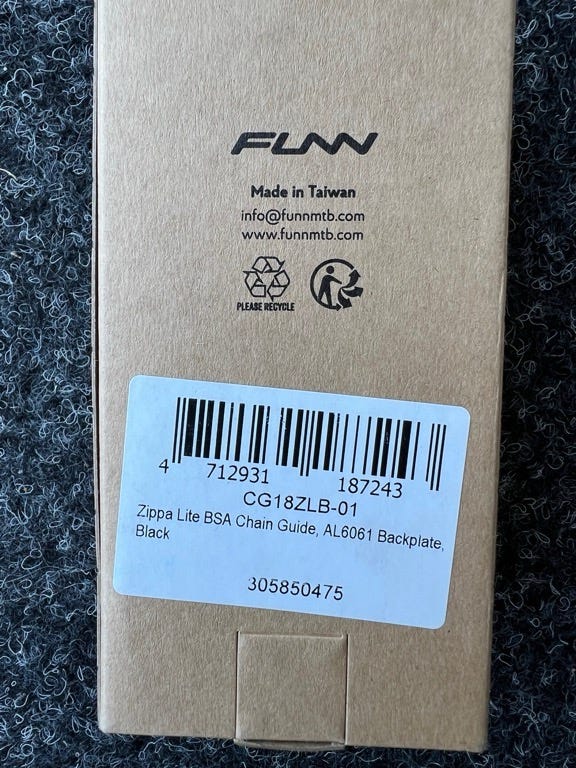 FUNN
Made in Taiwan
info@funnmtb.com
www.funnmtb.com
PLEASE RECYCLE
4 712931 187243
CG18ZLB-01
Zippa Lite BSA Chain Guide, AL6061 Backplate,
Black
305850475